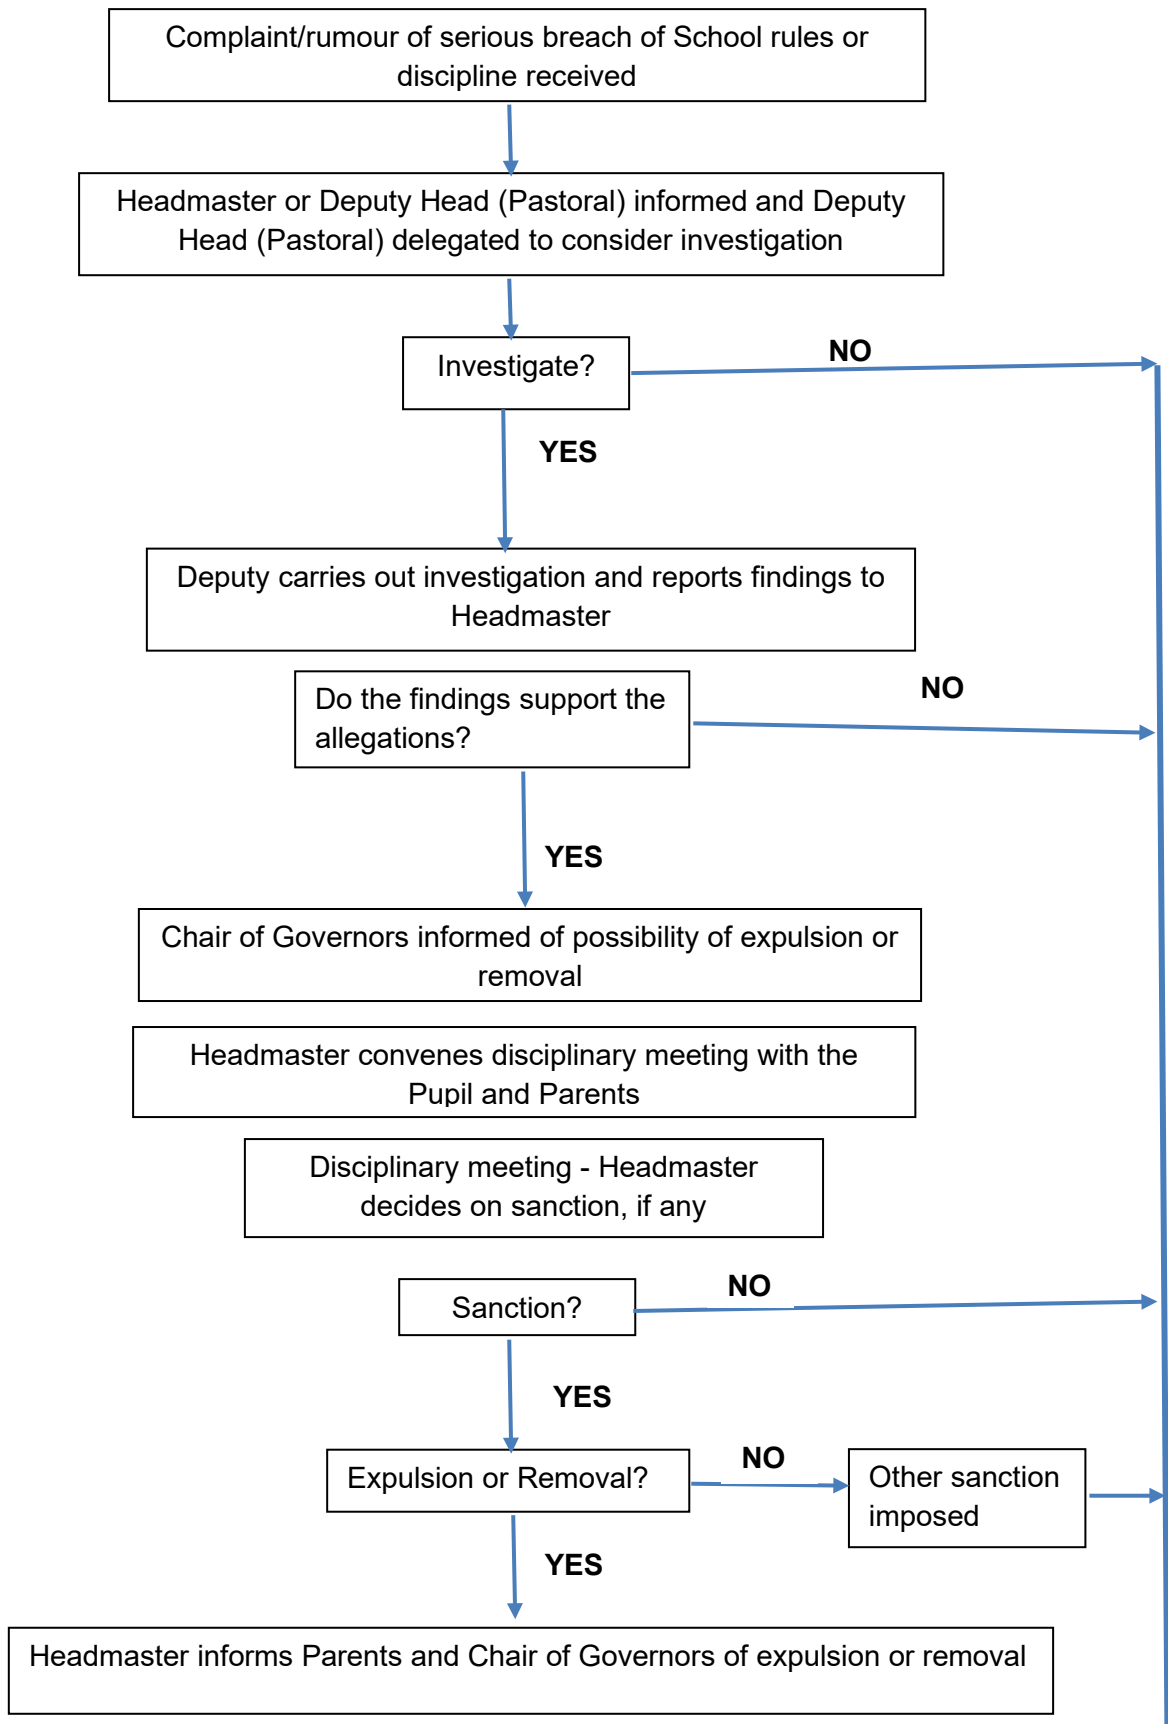 Complaint/rumour of serious breach of School rules or
discipline received
Headmaster or Deputy Head (Pastoral) informed and Deputy
Head (Pastoral) delegated to consider investigation
Investigate?
NO
YES
Deputy carries out investigation and reports findings to
Headmaster
Do the findings support the
allegations?
NO
YES
Chair of Governors informed of possibility of expulsion or
removal
Headmaster convenes disciplinary meeting with the
Pupil and Parents
Disciplinary meeting - Headmaster
decides on sanction, if any
Sanction?
NO
YES
Expulsion or Removal?
NO
Other sanction
imposed
YES
Headmaster informs Parents and Chair of Governors of expulsion or removal